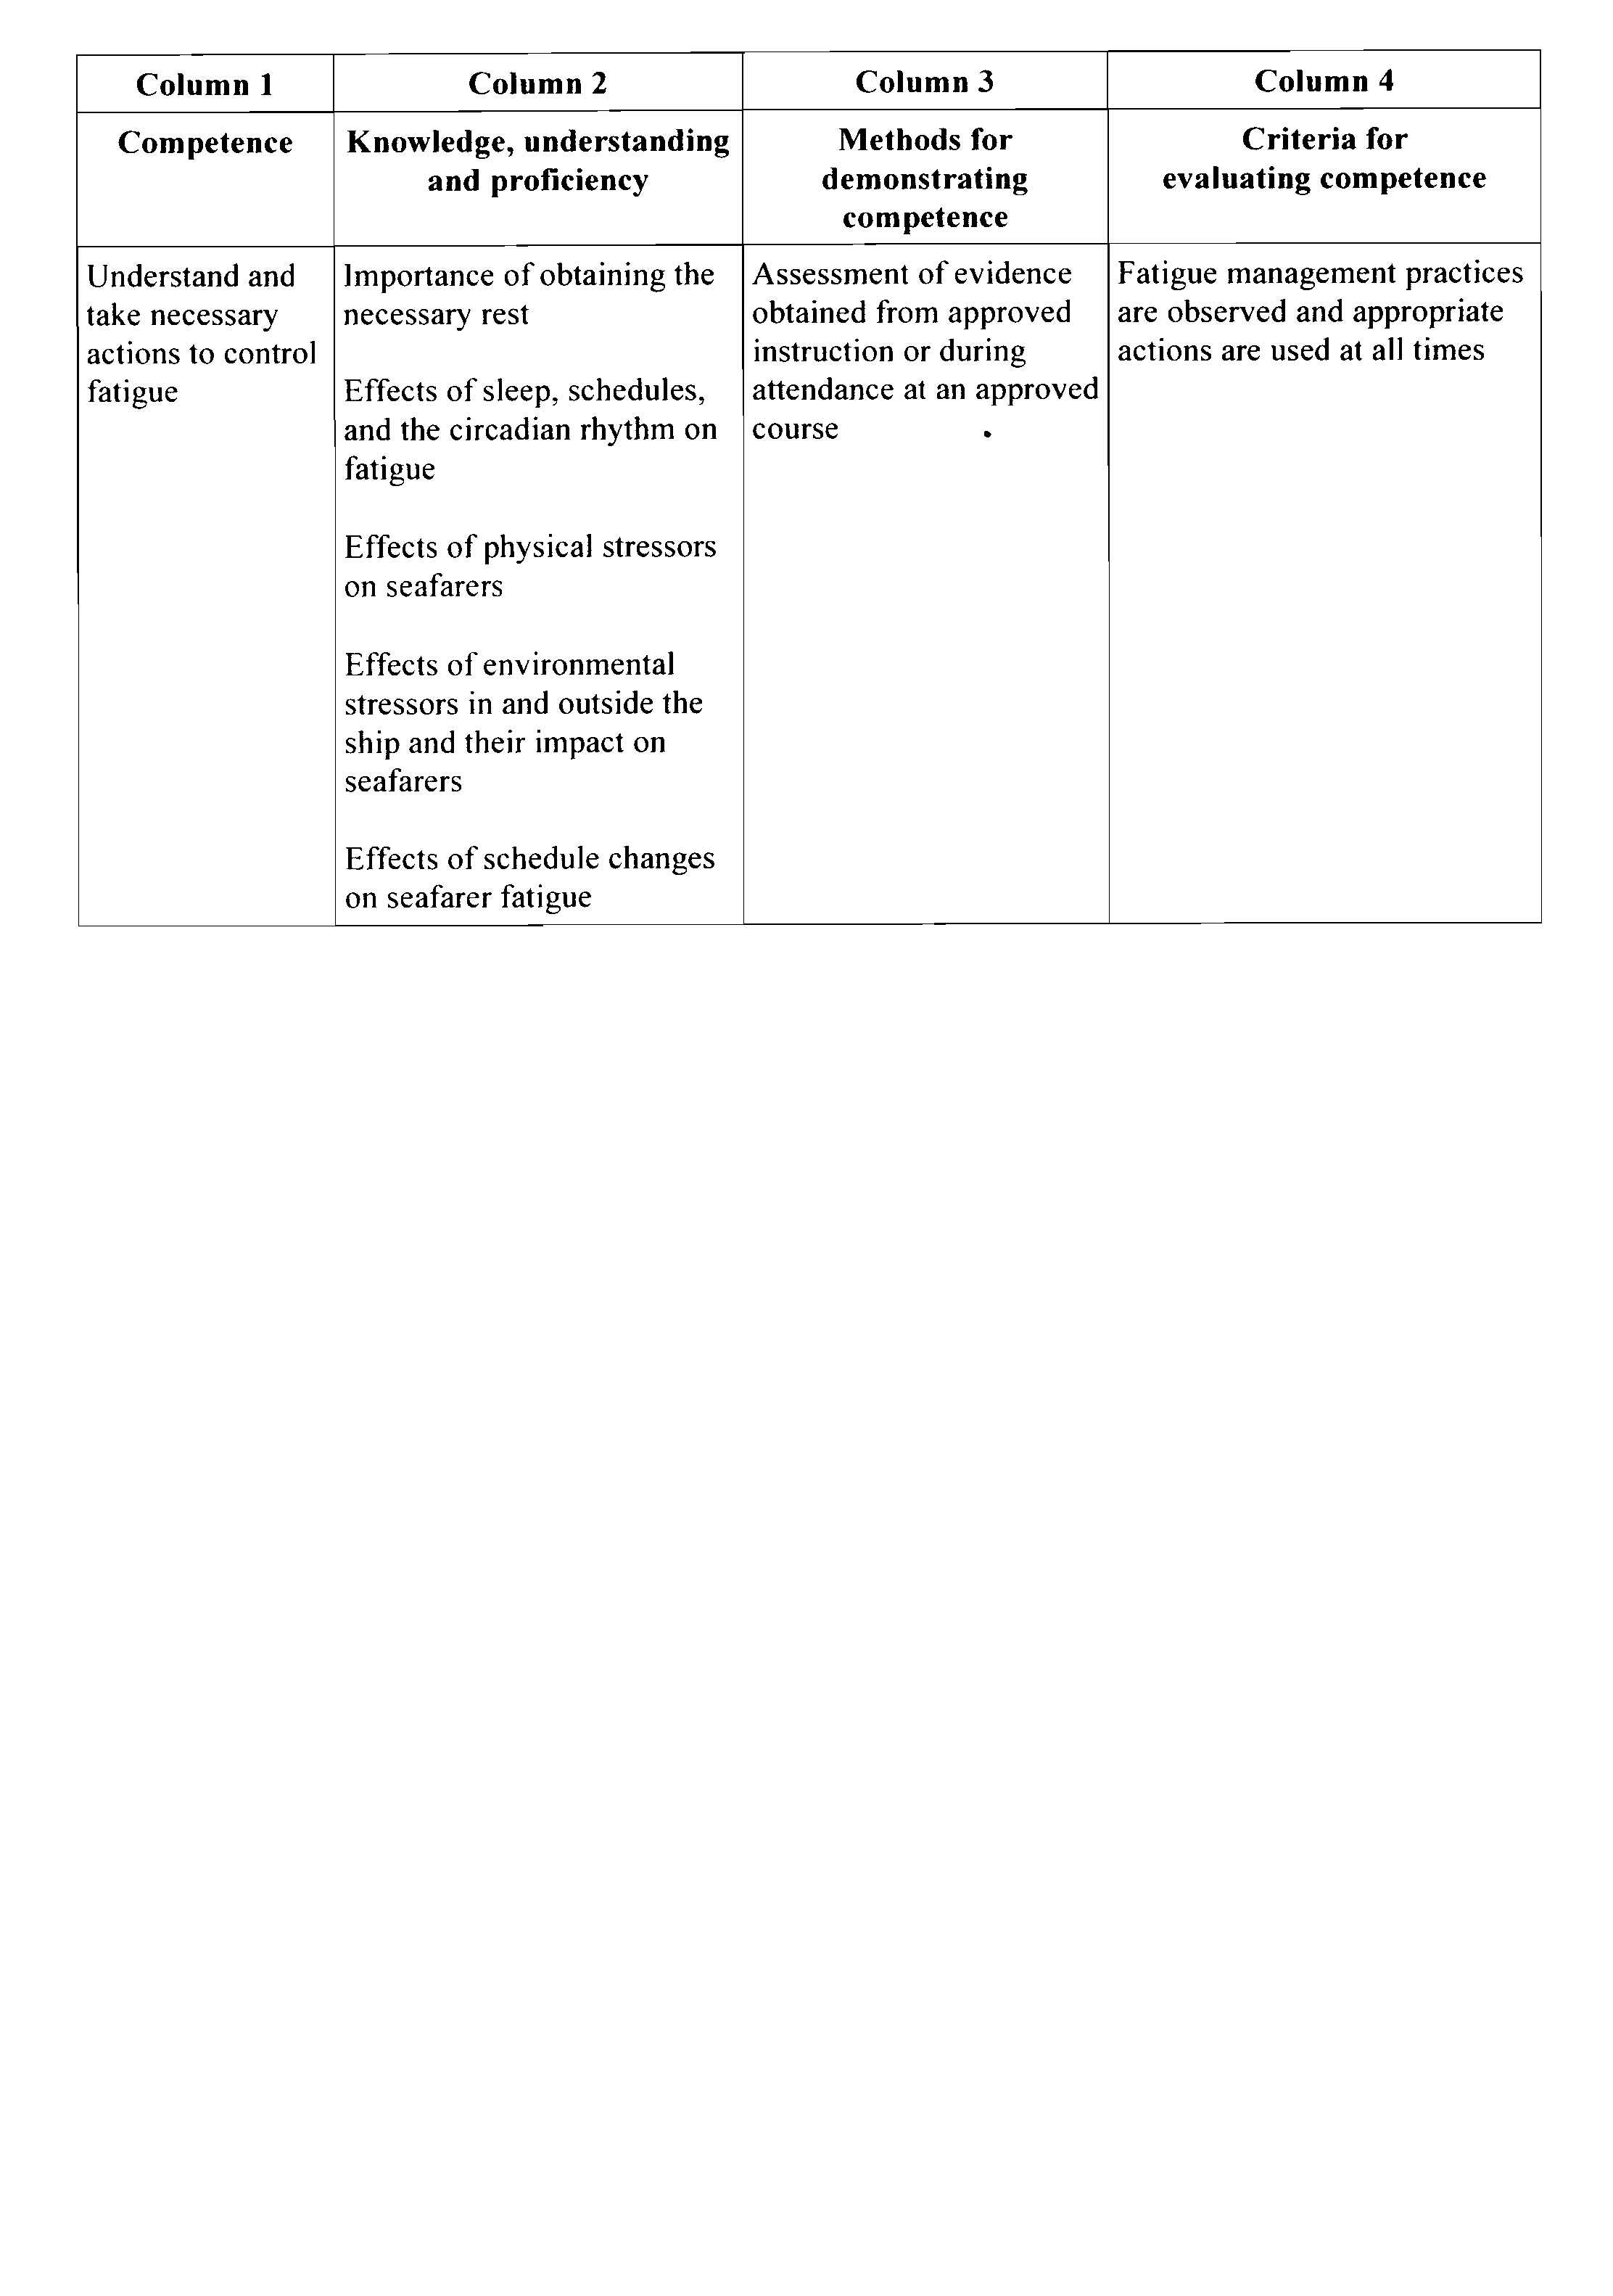 Column 1
Column 2
Column 3
Column 4
Competence
Knowledge, understanding
and proficiency
Methods for
demonstrating
competence
Criteria for
evaluating competence
Understand and
take necessary
actions to control
fatigue
Importance of obtaining the
necessary rest
Effects of sleep, schedules,
and the circadian rhythm on
fatigue
Effects of physical stressors
on seafarers
Effects of environmental
stressors in and outside the
ship and their impact on
seafarers
Effects of schedule changes
on seafarer fatigue
Assessment of evidence
obtained from approved
instruction or during
attendance at an approved
course
Fatigue management practices
are observed and appropriate
actions are used at all times